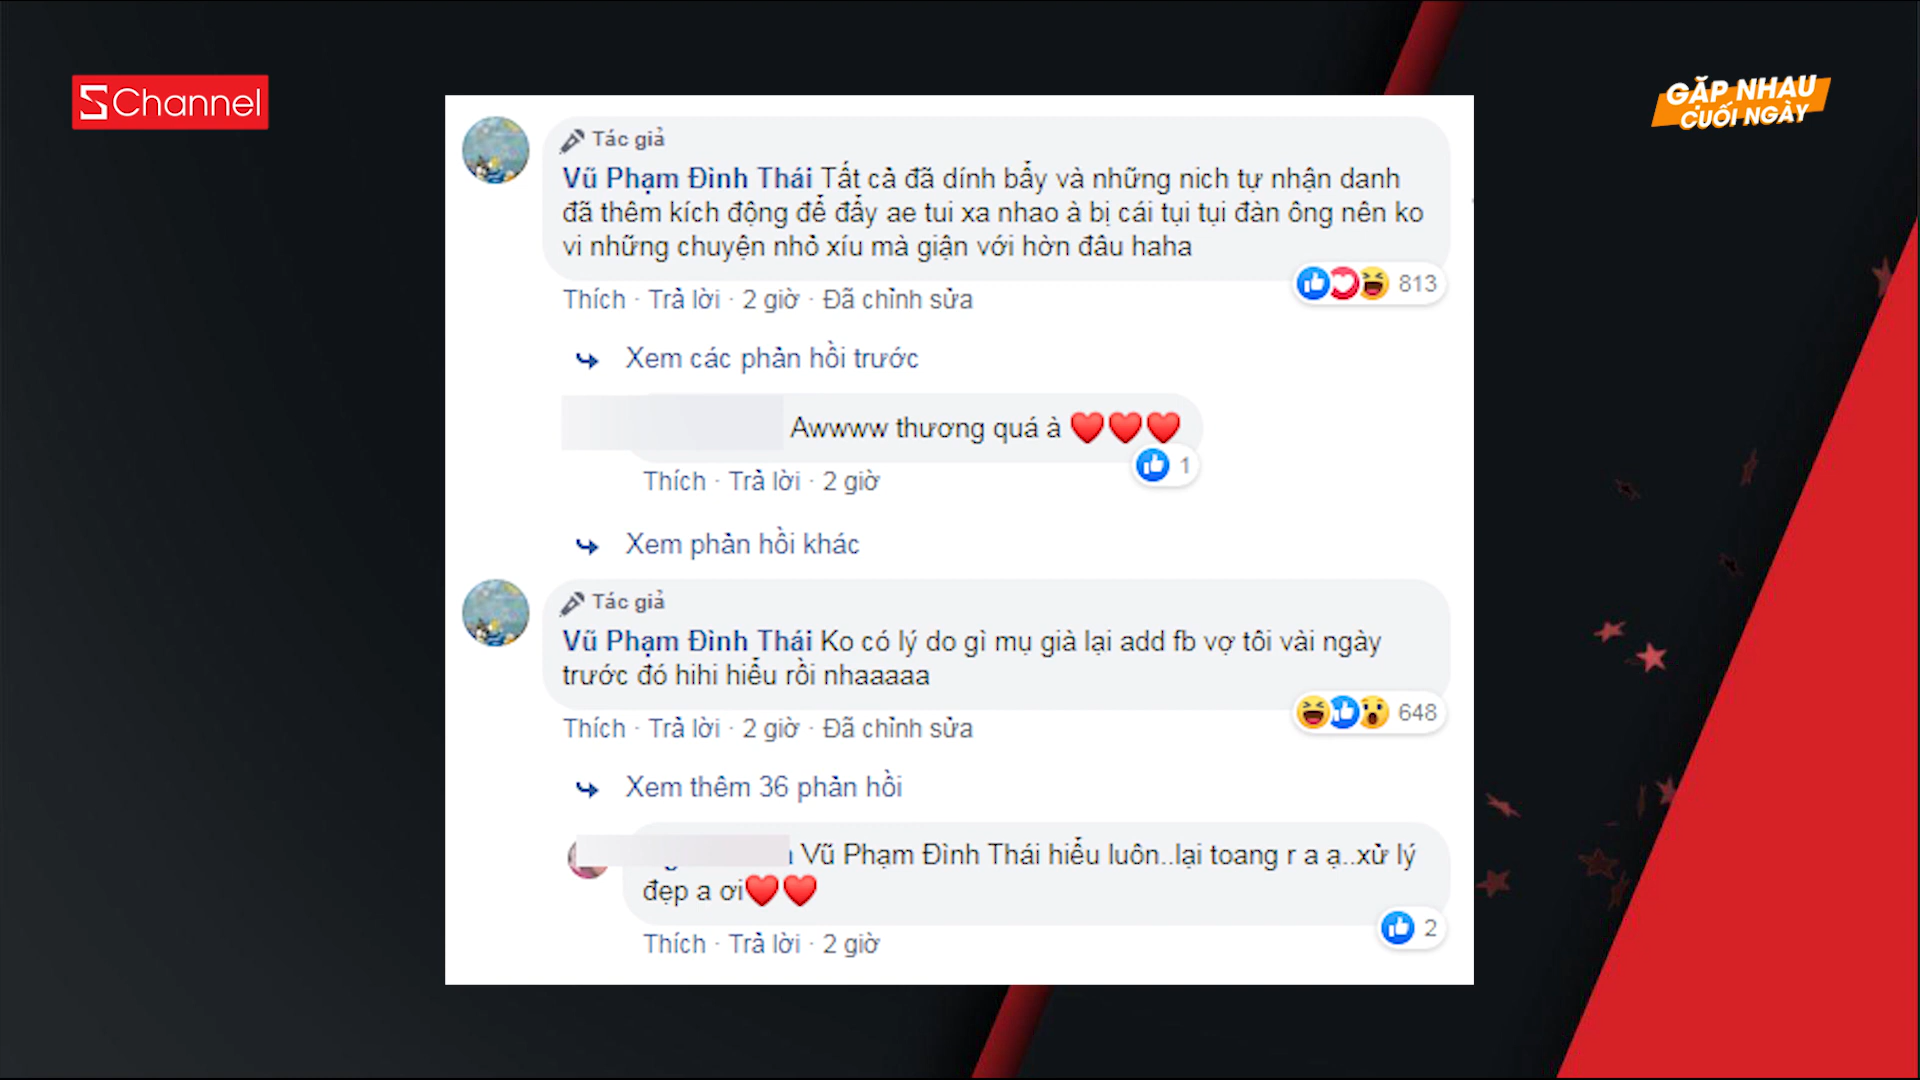 S Channel
GẶP NHAU
CUỐI NGÀY
Tác giả
Vũ Phạm Đình Thái Tất cả đã dính bẫy và những nich tự nhận danh
đã thêm kích động để đẩy ae tui xa nhao à bị cái tụi tụi đàn ông nên ko
vi những chuyện nhỏ xíu mà giận với hờn đâu haha
813
Thích · Trả lời · 2 giờ · Đã chỉnh sửa
Xem các phản hồi trước
Awwww thương quá à ❤️❤️❤️
1
Thích · Trả lời · 2 giờ
Xem phản hồi khác
Tác giả
Vũ Phạm Đình Thái Ko có lý do gì mụ già lại add fb vợ tôi vài ngày
trước đó hihi hiểu rồi nhaaaaa
648
Thích · Trả lời · 2 giờ · Đã chỉnh sửa
Xem thêm 36 phản hồi
Vũ Phạm Đình Thái hiểu luôn..lại toang r a ạ..xử lý
đẹp a ơi❤️❤️
2
Thích · Trả lời · 2 giờ